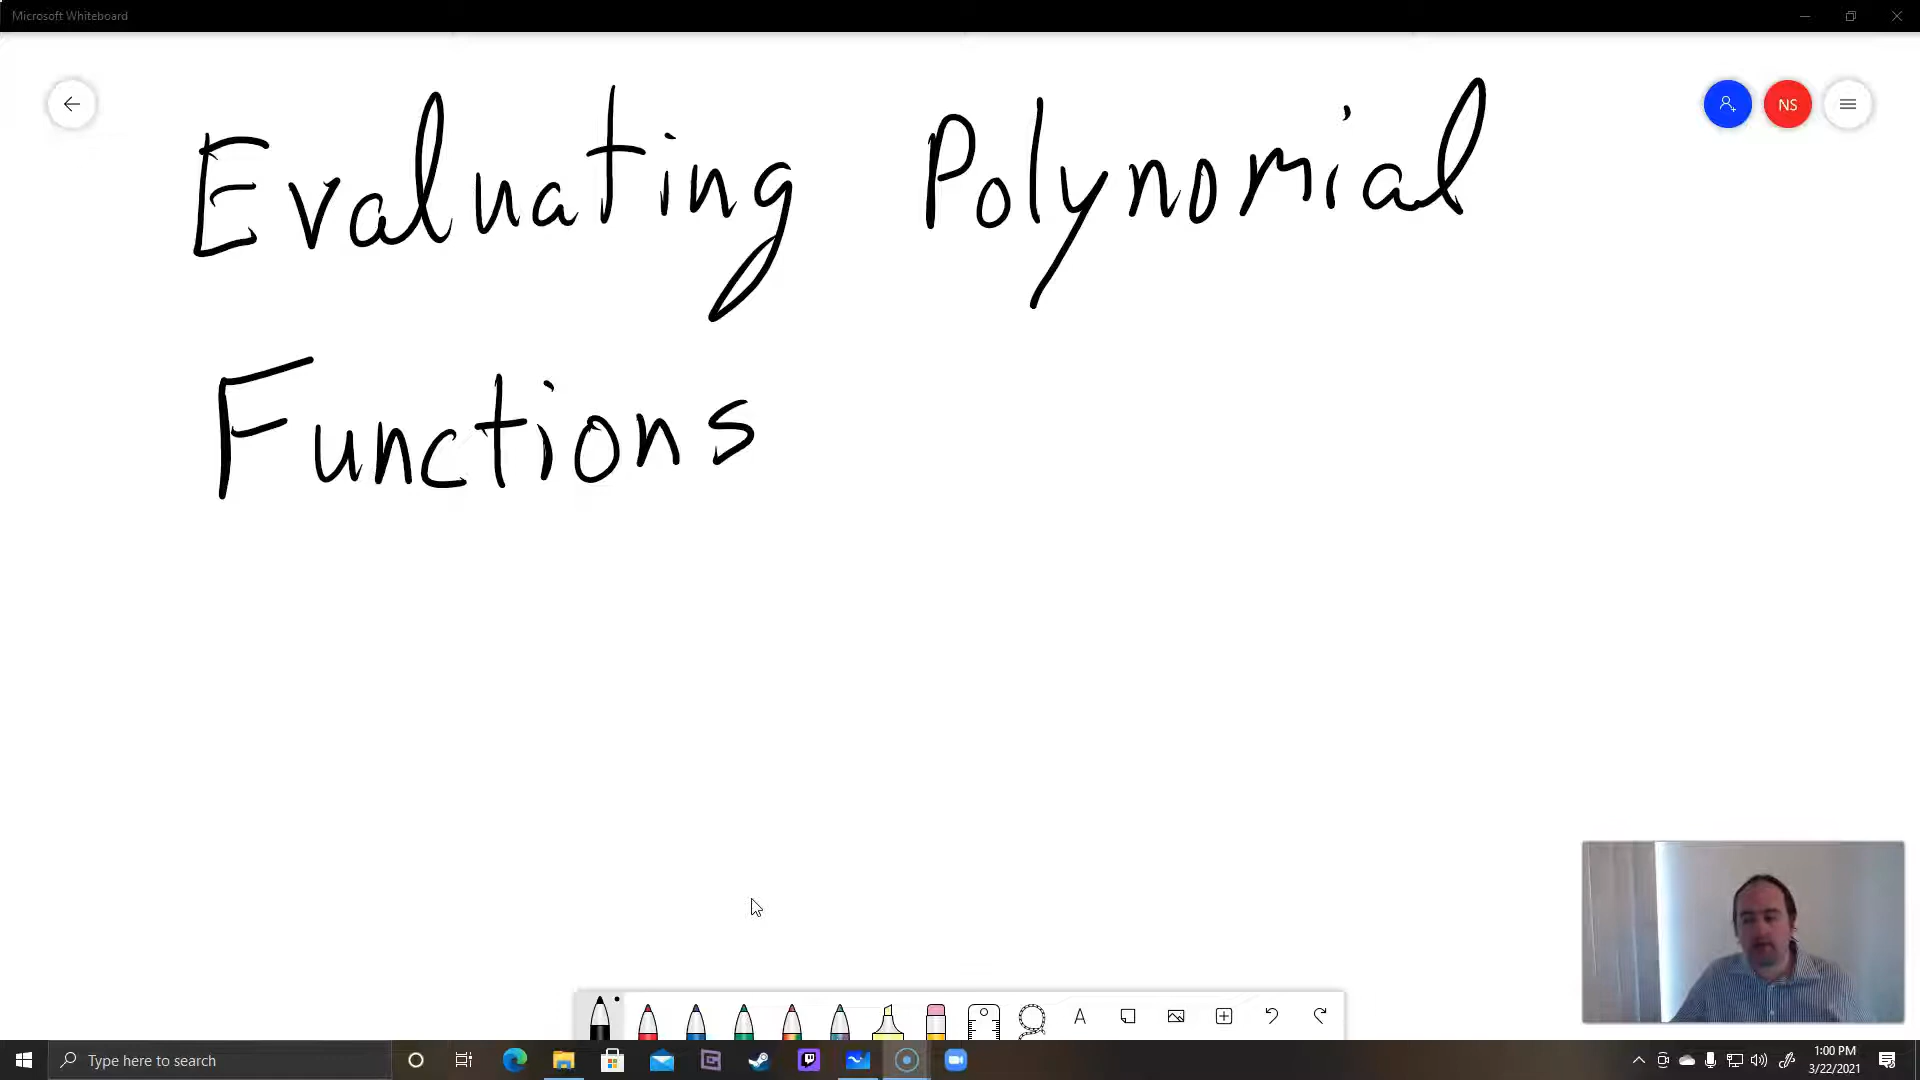 Microsoft Whiteboard
Evaluating Polynomial
NS
Functions
A
Type here to search
1:00 PM
3/22/2021